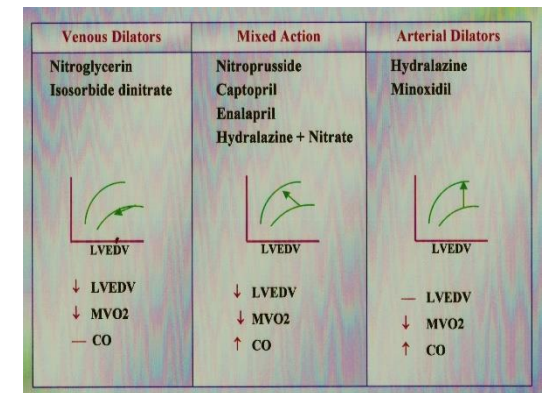 Venous Dilators
Nitroglycerin
Isosorbide dinitrate
LVEDV
↓ LVEDV
↓ MVO2
— CO
Mixed Action
Nitroprusside
Captopril
Enalapril
Hydralazine + Nitrate
LVEDV
↓ LVEDV
↓ MVO2
↑ CO
Arterial Dilators
Hydralazine
Minoxidil
LVEDV
— LVEDV
↓ MVO2
↑ CO